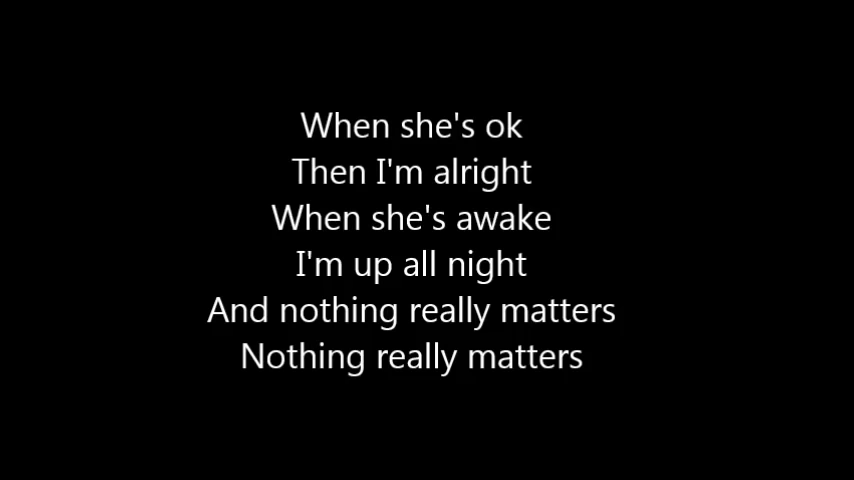 When she's ok
Then I'm alright
When she's awake
I'm up all night
And nothing really matters
Nothing really matters